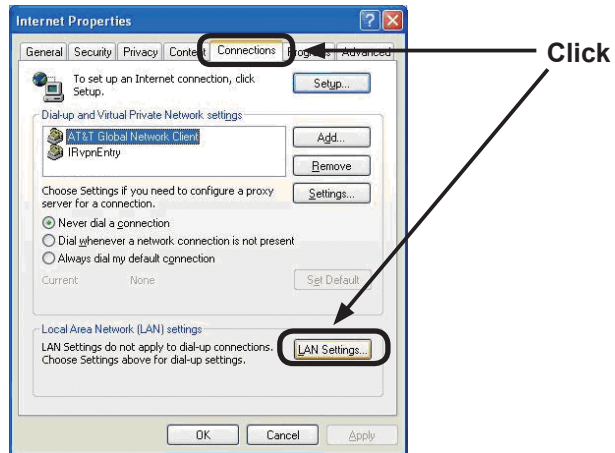 Internet Properties
General Security Privacy Content Connections Programs Advanced
Click
To set up an Internet connection, click
Setup.
Setup...
Dial-up and Virtual Private Network settings
AT&T Global Network Client
IRvpnEntry
Add...
Remove
Choose Settings if you need to configure a proxy
server for a connection.
Settings...
Never dial a connection
Dial whenever a network connection is not present
Always dial my default connection
Current None
Set Default
Local Area Network (LAN) settings
LAN Settings do not apply to dial-up connections.
Choose Settings above for dial-up settings.
LAN Settings...
OK Cancel Apply